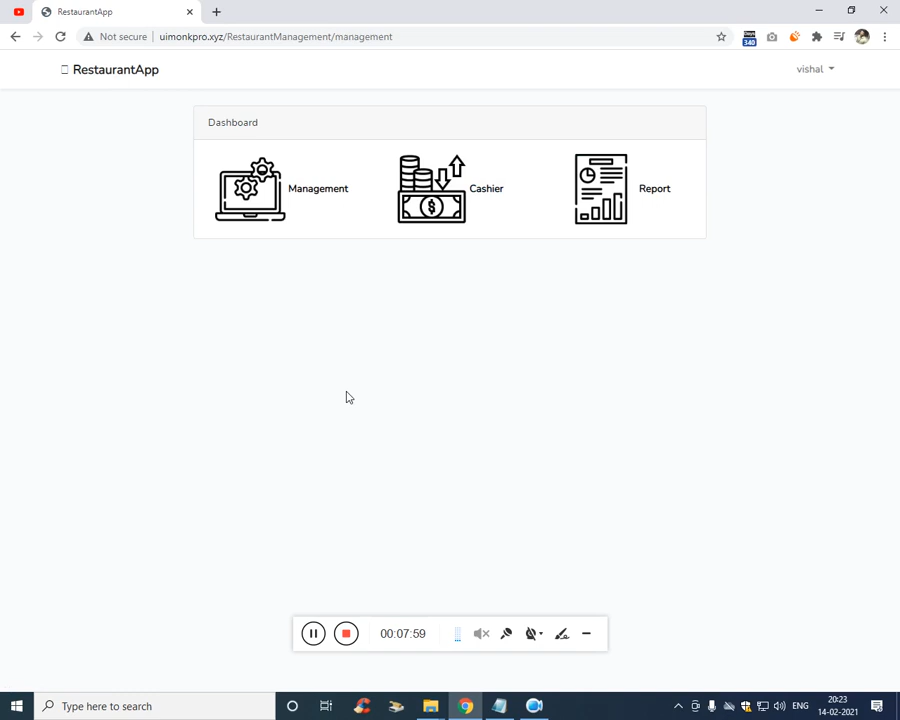 RestaurantApp
Not secure
uimonkpro.xyz/RestaurantManagement/management
340
RestaurantApp
vishal
Dashboard
Management
Cashier
Report
00:07:59
Type here to search
ENG
20:23
14-02-2021